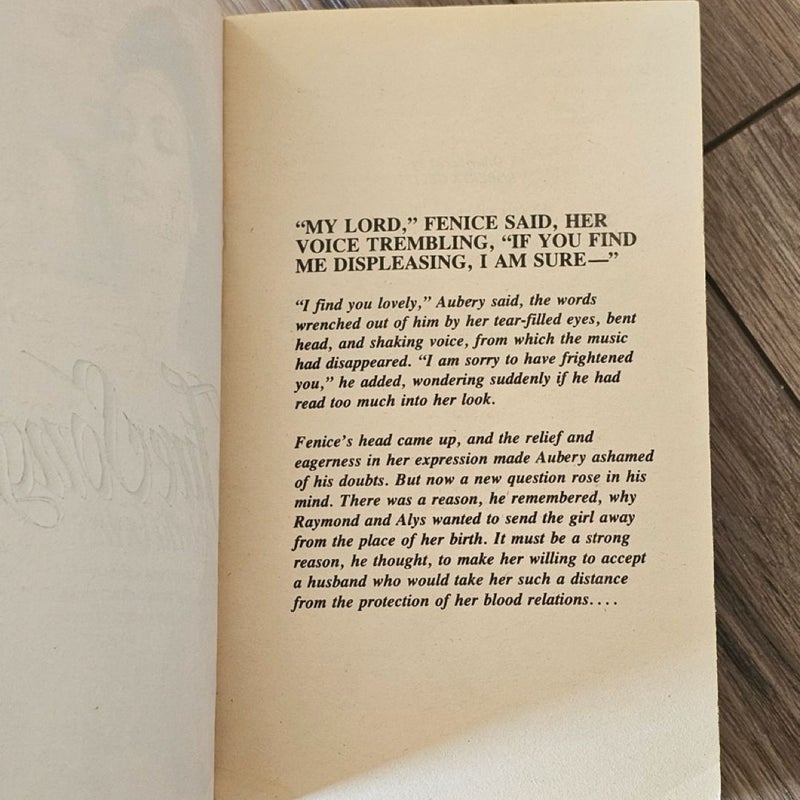 “MY LORD,” FENICE SAID, HER
VOICE TREMBLING, “IF YOU FIND
ME DISPLEASING, I AM SURE—”
“I find you lovely,” Aubery said, the words
wrenched out of him by her tear-filled eyes, bent
head, and shaking voice, from which the music
had disappeared. “I am sorry to have frightened
you,” he added, wondering suddenly if he had
read too much into her look.
Fenice’s head came up, and the relief and
eagerness in her expression made Aubery ashamed
of his doubts. But now a new question rose in his
mind. There was a reason, he remembered, why
Raymond and Alys wanted to send the girl away
from the place of her birth. It must be a strong
reason, he thought, to make her willing to accept
a husband who would take her such a distance
from the protection of her blood relations....